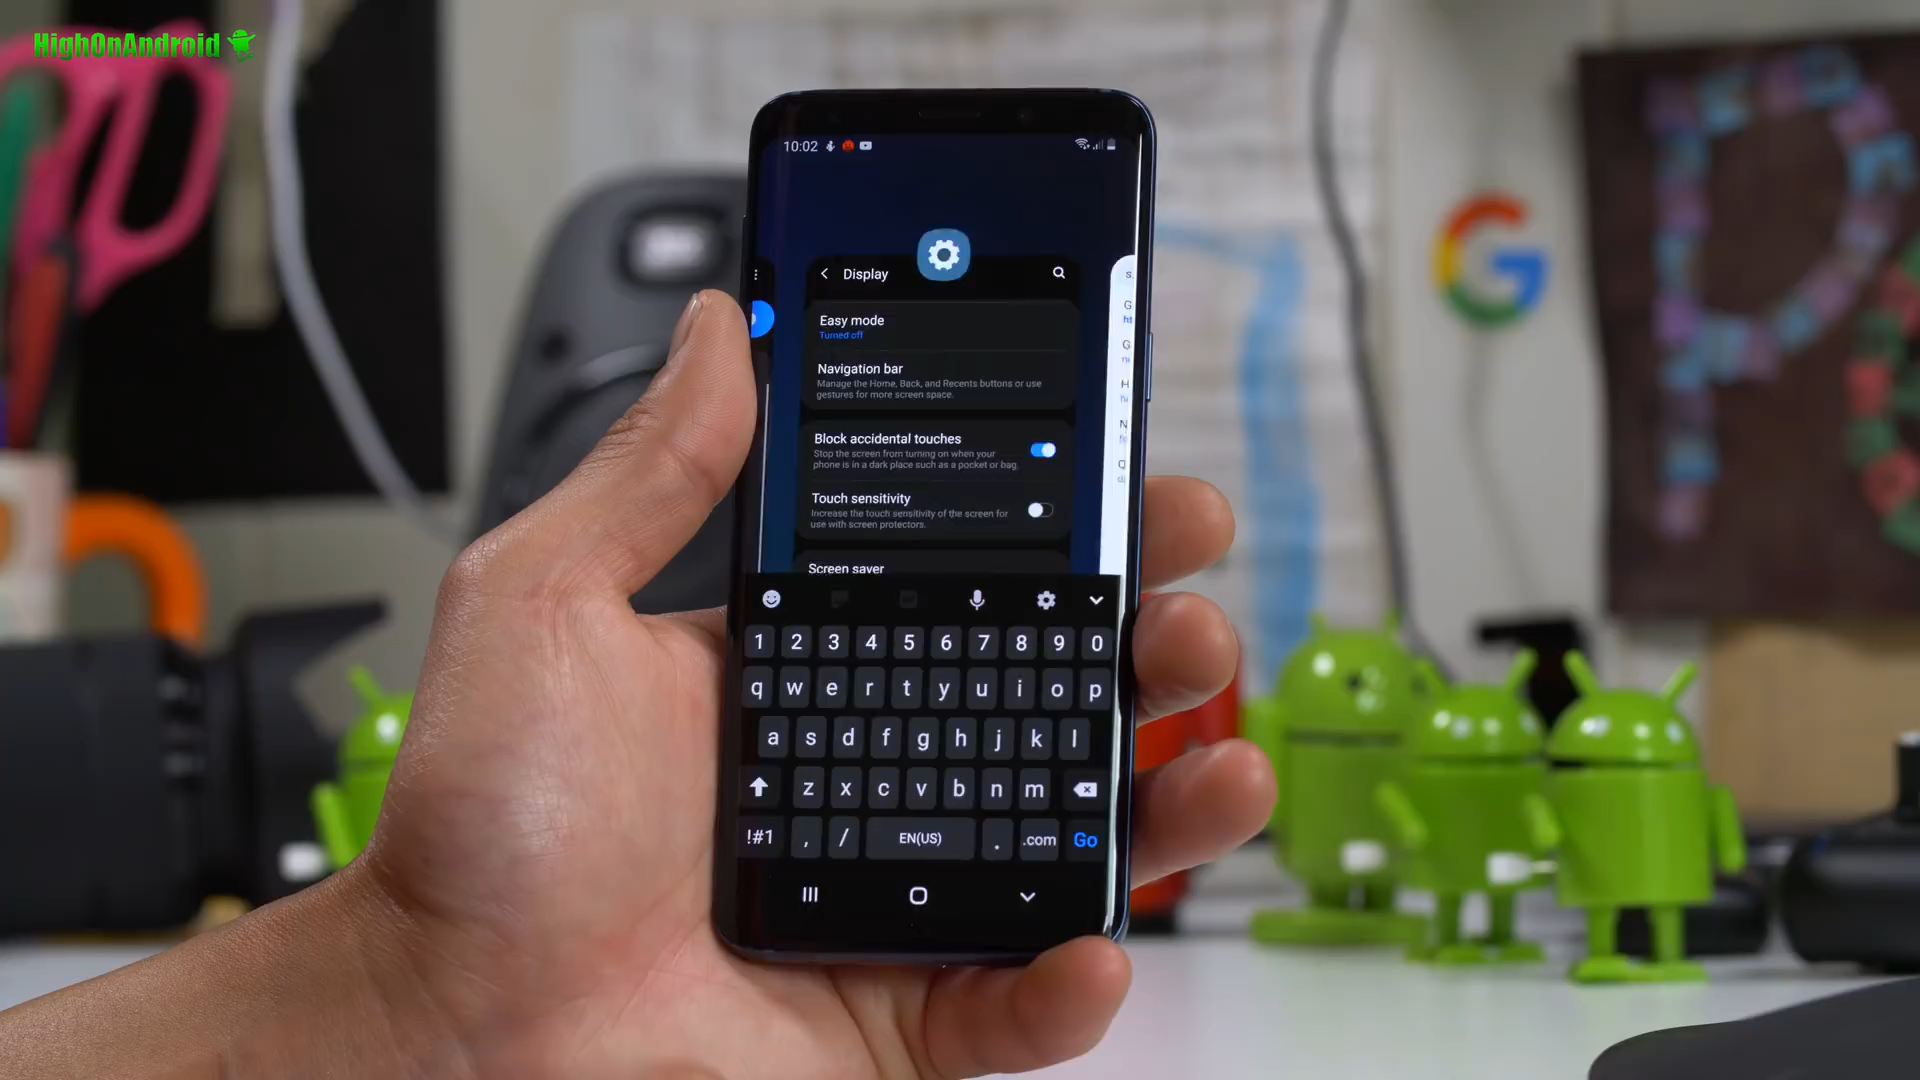 HighOnAndroid
10:02
Display
Easy mode
Turned off
Navigation bar
Manage the Home, Back, and Recents buttons or use
gestures for more screen space.
Block accidental touches
Stop the screen from turning on when your
phone is in a dark place such as a pocket or bag.
Touch sensitivity
Increase the touch sensitivity of the screen for
use with screen protectors.
Screen saver
1 2 3 4 5 6 7 8 9 0
q w e r t y u i o p
a s d f g h j k l
z x c v b n m
!#1 , / EN(US) . .com Go
G